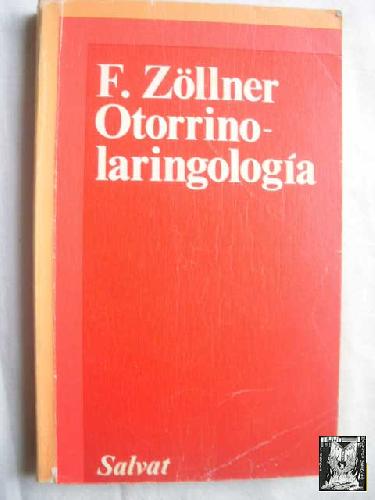 F. Zöllner
Otorrino-
laringología
Salvat